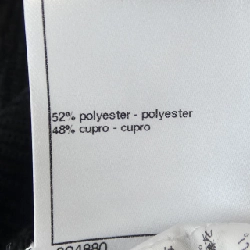 52% polyester - polyester
48% cupro - cupro